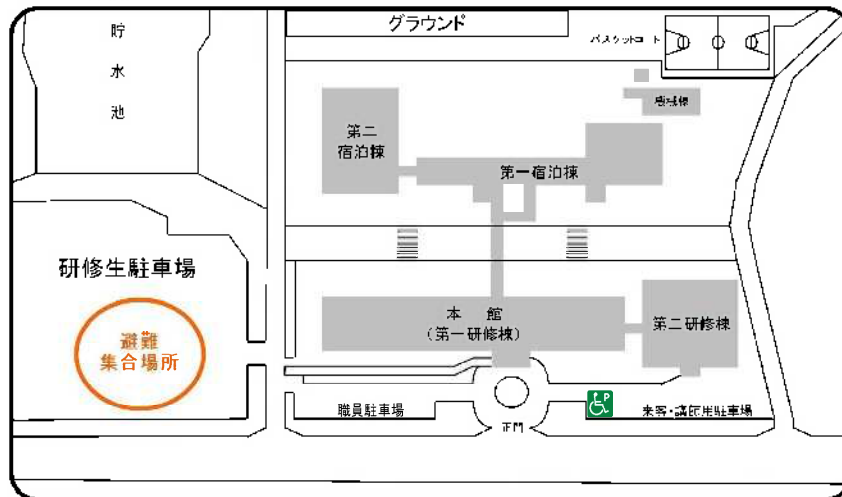 グラウンド
バスケットコート
貯水池
機械棟
第二
宿泊棟
第一宿泊棟
研修生駐車場
本館
(第一研修棟)
第二研修棟
避難
集合場所
P
職員駐車場
来客・講師用駐車場
正門